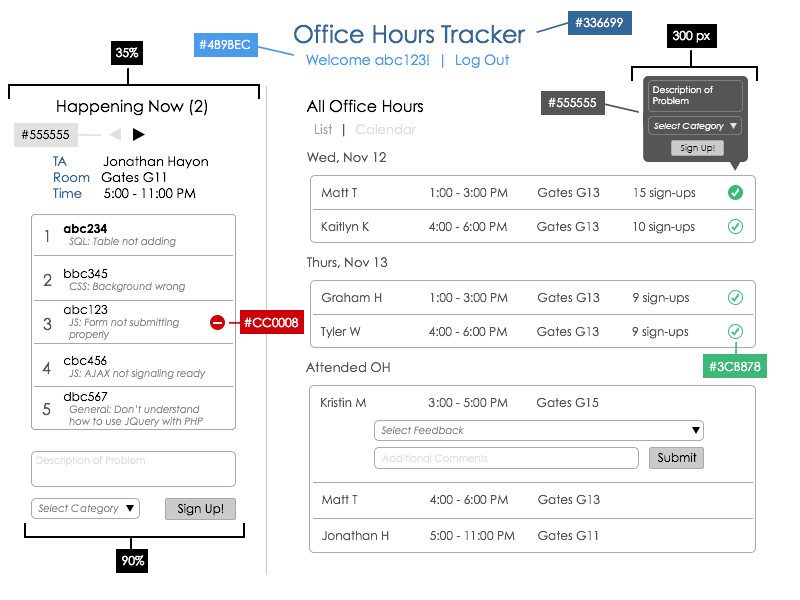 Office Hours Tracker
#336699
#4B9BEC
Welcome abc123! | Log Out
35%
300 px
Happening Now (2)
#555555
TA Jonathan Hayon
Room Gates G11
Time 5:00 - 11:00 PM
1 abc234
SQL: Table not adding
2 bbc345
CSS: Background wrong
3 abc123
JS: Form not submitting
properly
#CC0008
4 cbc456
JS: AJAX not signaling ready
5 dbc567
General: Don't understand
how to use JQuery with PHP
Description of Problem
Select Category
Sign Up!
90%
All Office Hours
List | Calendar
#555555
Description of
Problem
Select Category
Sign Up!
Wed, Nov 12
Matt T 1:00 - 3:00 PM Gates G13 15 sign-ups
Kaitlyn K 4:00 - 6:00 PM Gates G13 10 sign-ups
Thurs, Nov 13
Graham H 1:00 - 3:00 PM Gates G13 9 sign-ups
Tyler W 4:00 - 6:00 PM Gates G13 9 sign-ups
#3CB878
Attended OH
Kristin M 3:00 - 5:00 PM Gates G15
Select Feedback
Additional Comments
Submit
Matt T 4:00 - 6:00 PM Gates G13
Jonathan H 5:00 - 11:00 PM Gates G11